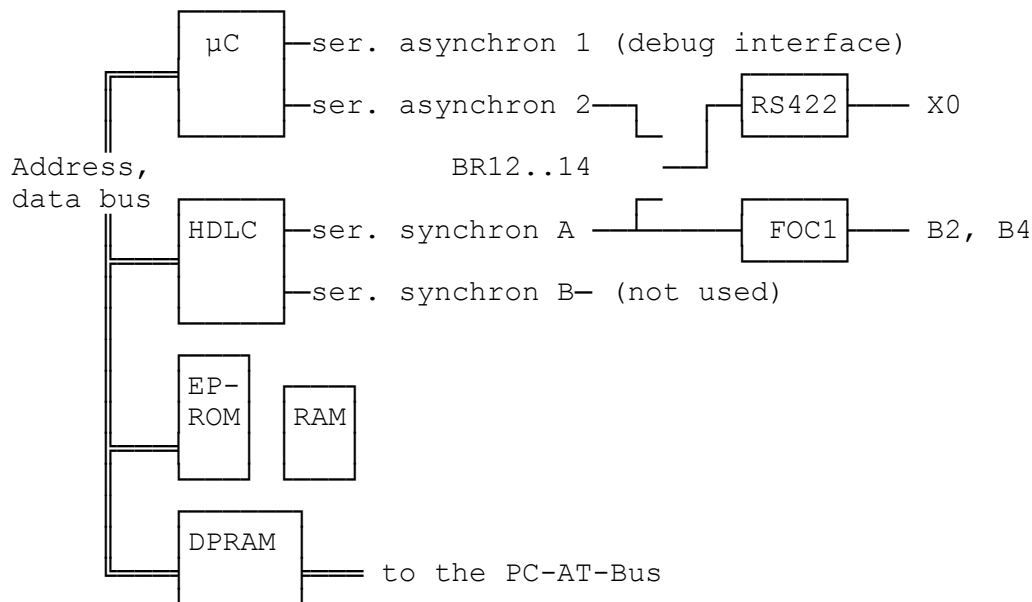 µC
ser. asynchron 1 (debug interface)
ser. asynchron 2
RS422
X0
Address,
data bus
BR12..14
HDLC
ser. synchron A
FOC1
B2, B4
ser. synchron B- (not used)
EP-
ROM
RAM
DPRAM
to the PC-AT-Bus